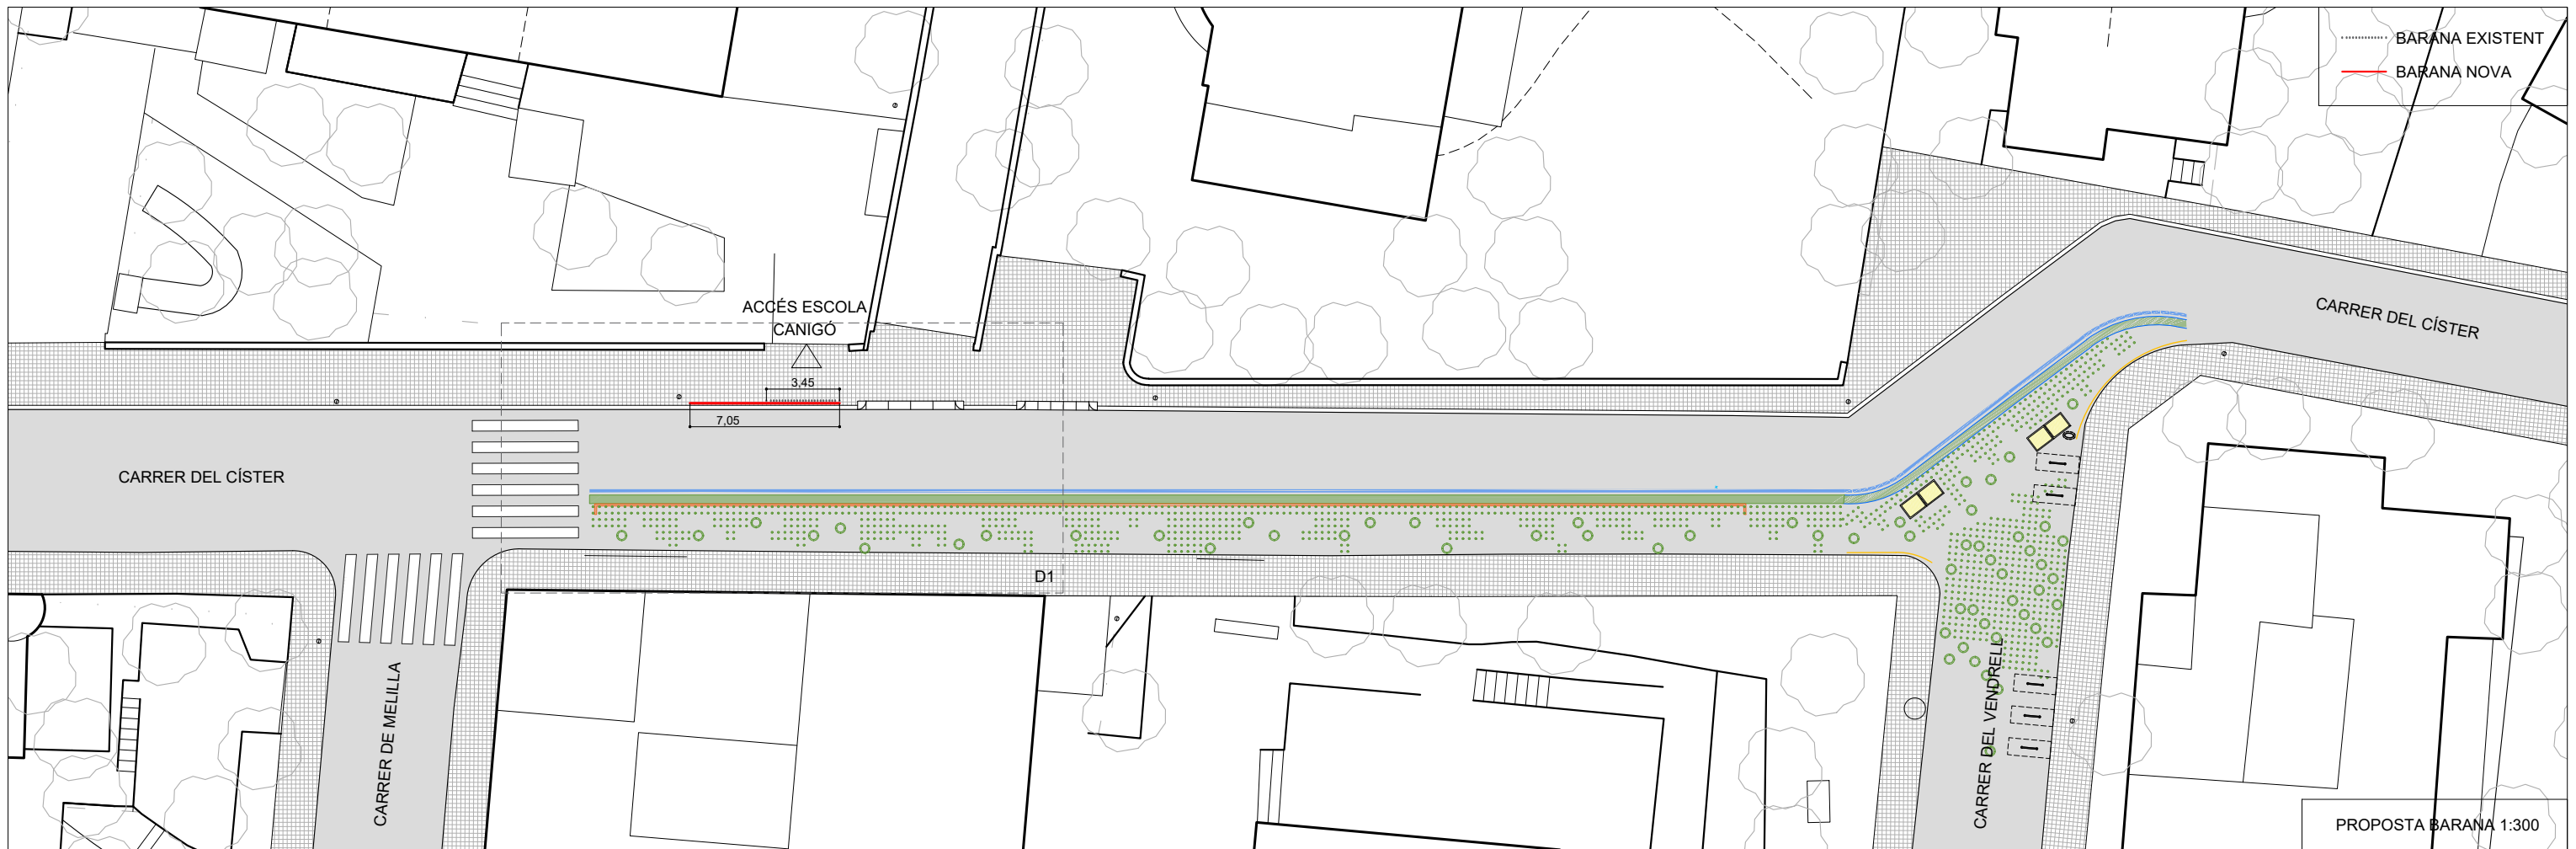 BARANA EXISTENT
BARANA NOVA
ACCÉS ESCOLA
CANIGÓ
CARRER DEL CÍSTER
3,45
7,05
CARRER DEL CÍSTER
D1
CARRER DE MELILLA
CARRER DEL VENDRELL
PROPOSTA BARANA 1:300